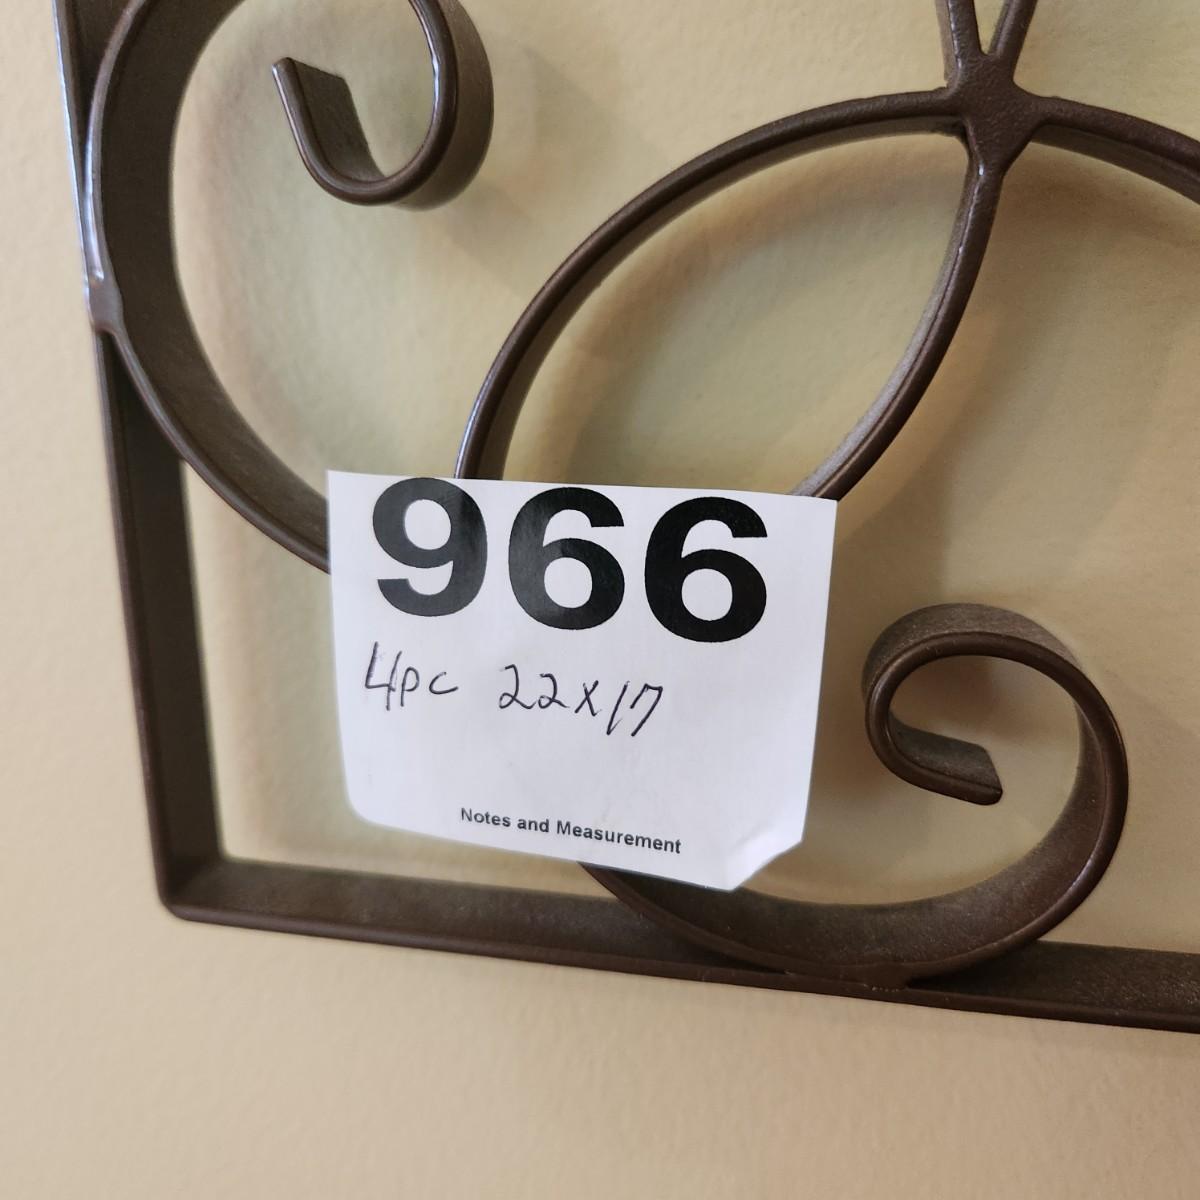 966
4pc 22x17
Notes and Measurement